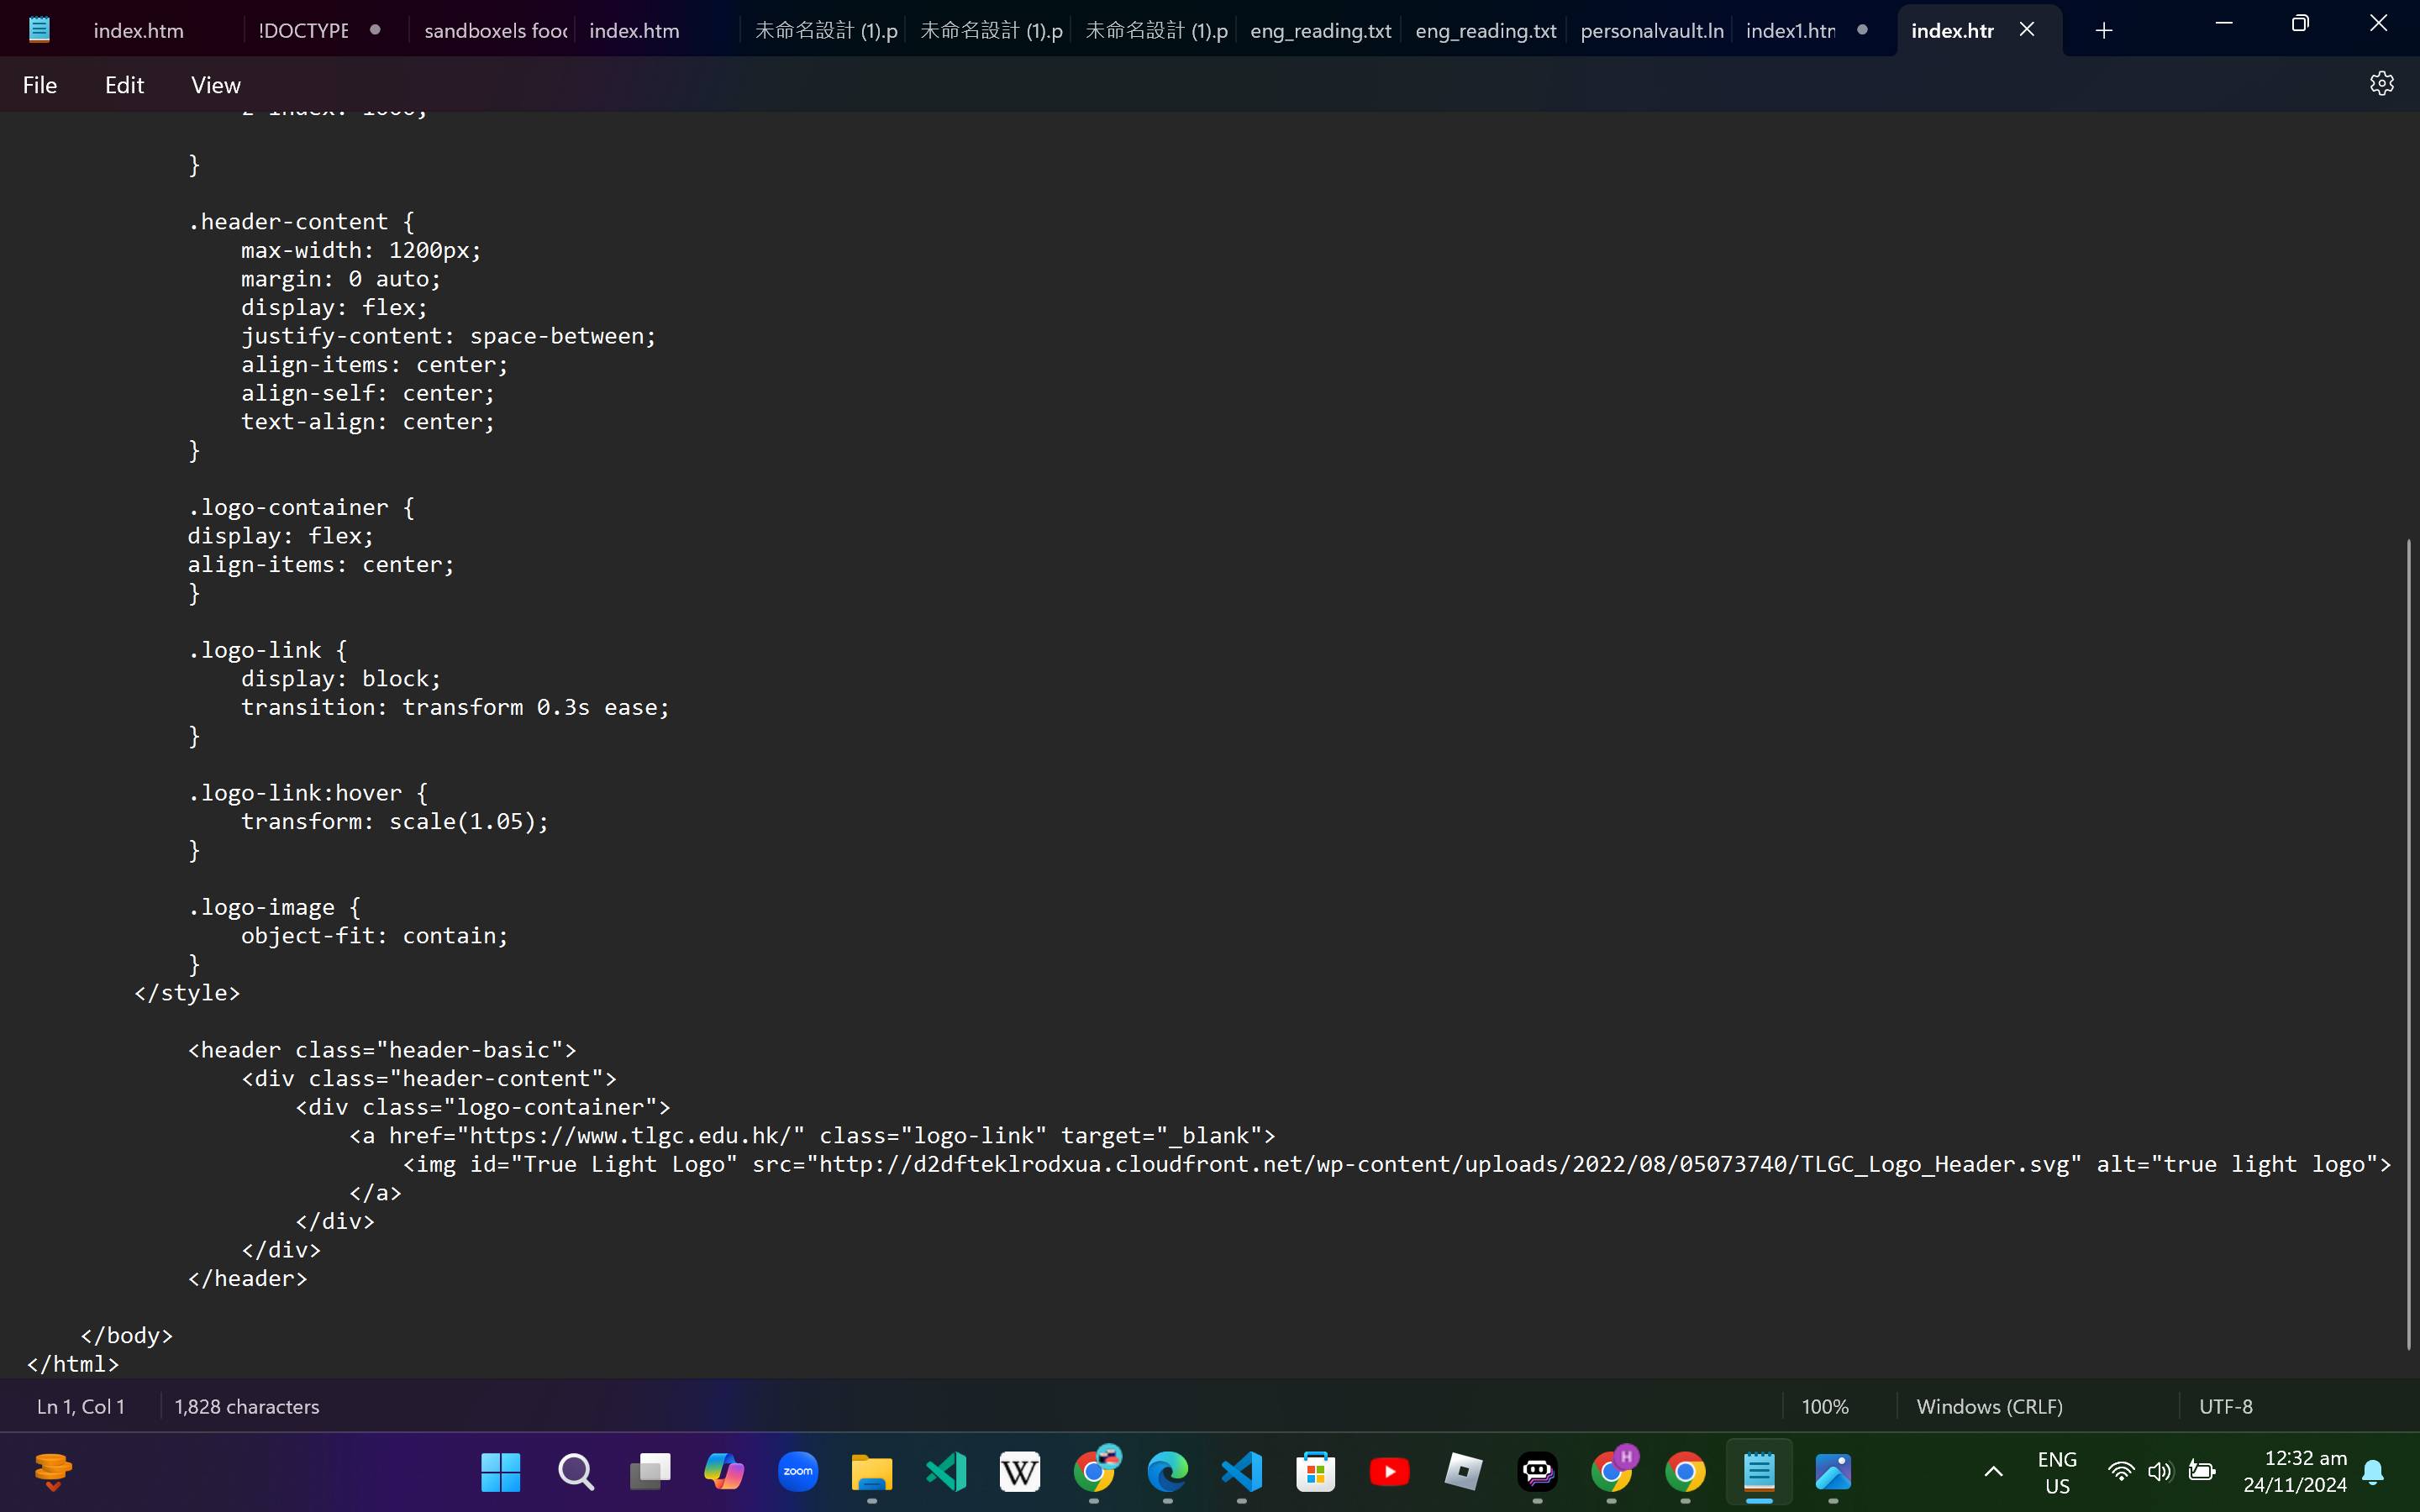 index.htm
!DOCTYPE
sandboxels food
index.htm
未命名設計 (1).p
未命名設計 (1).p
未命名設計 (1).p
eng_reading.txt
eng_reading.txt
personalvault.ln
index1.htm
index.htr
File
Edit
View
z-index: 1000;
}
.header-content {
max-width: 1200px;
margin: 0 auto;
display: flex;
justify-content: space-between;
align-items: center;
align-self: center;
text-align: center;
}
.logo-container {
display: flex;
align-items: center;
}
.logo-link {
display: block;
transition: transform 0.3s ease;
}
.logo-link:hover {
transform: scale(1.05);
}
.logo-image {
object-fit: contain;
}
</style>
<header class="header-basic">
<div class="header-content">
<div class="logo-container">
<a href="https://www.tlgc.edu.hk/" class="logo-link" target="_blank">
<img id="True Light Logo" src="http://d2dfteklrodxua.cloudfront.net/wp-content/uploads/2022/08/05073740/TLGC_Logo_Header.svg" alt="true light logo">
</a>
</div>
</div>
</header>
</body>
</html>
Ln 1, Col 1
1,828 characters
100%
Windows (CRLF)
UTF-8
zoom
W
H
ENG
US
12:32 am
24/11/2024